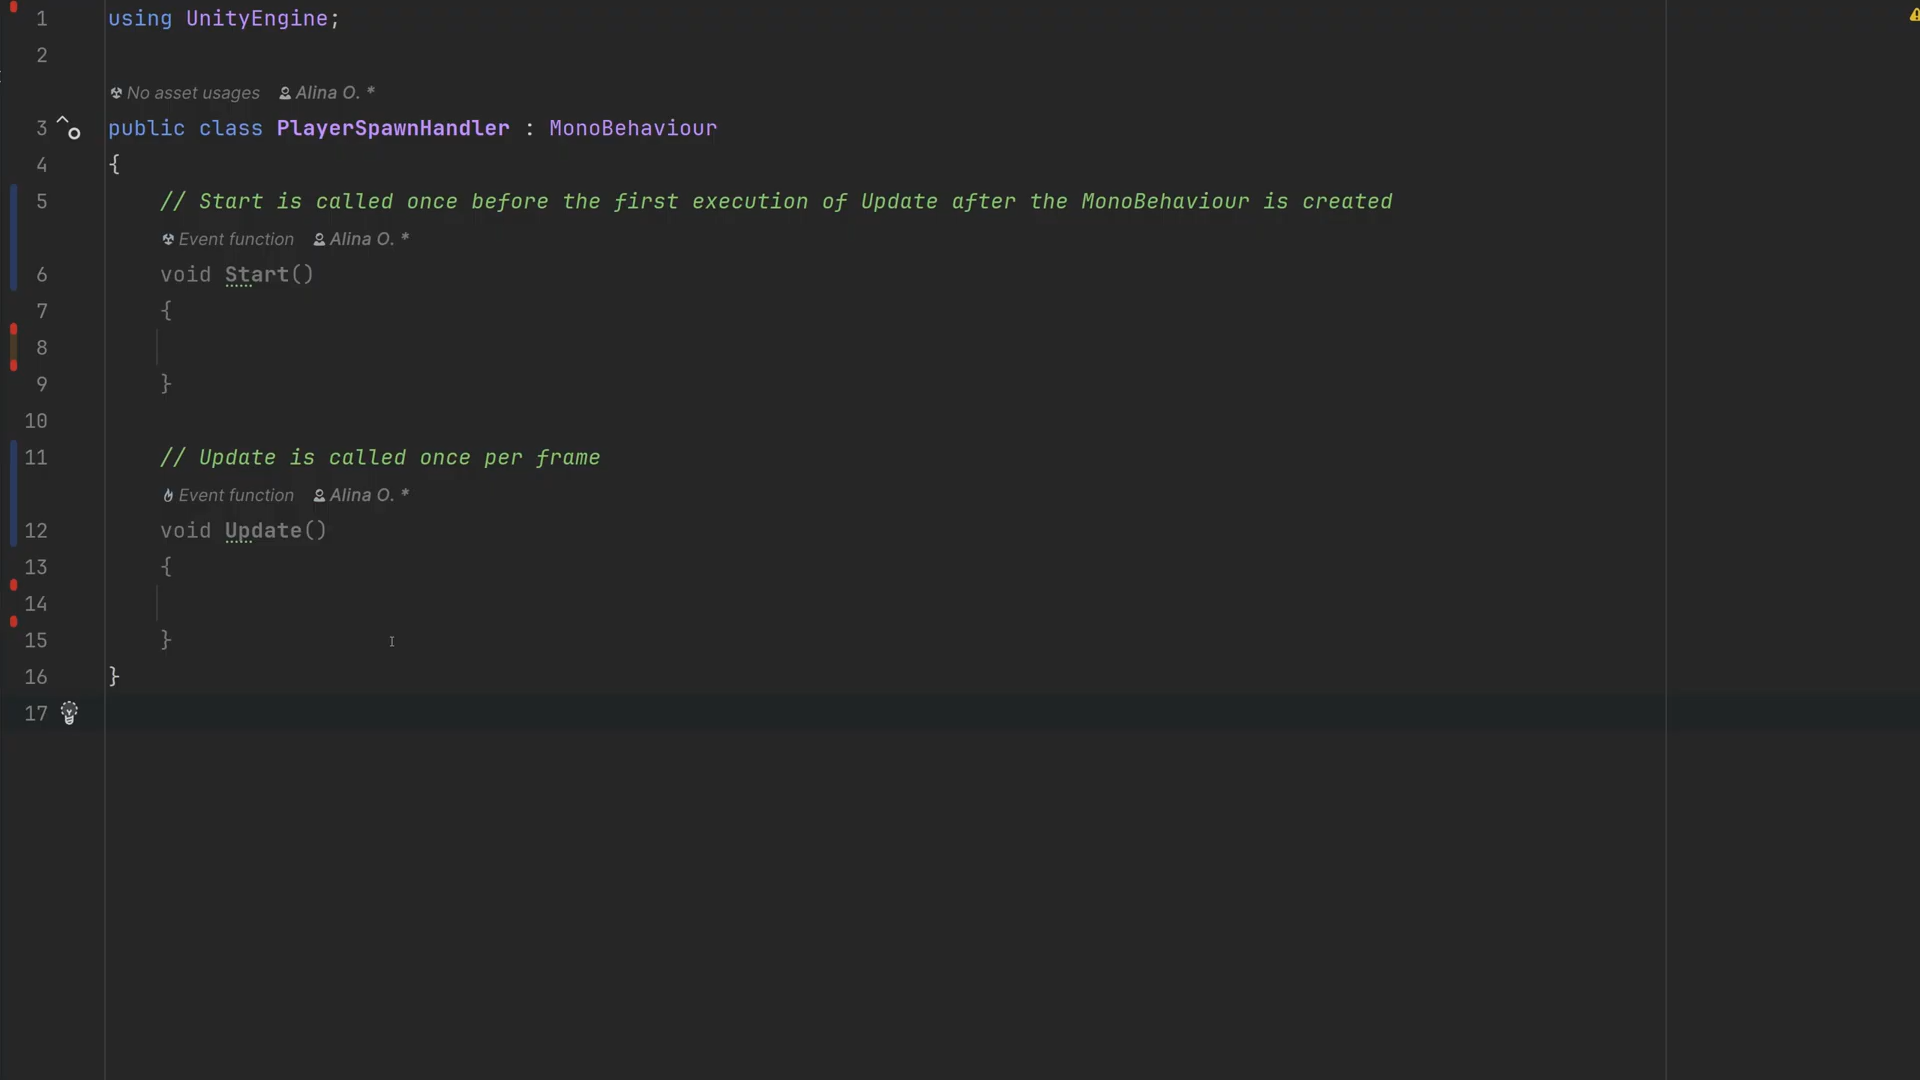 1 using UnityEngine;
2
No asset usages Alina O. *
3 public class PlayerSpawnHandler : MonoBehaviour
4 {
5 // Start is called once before the first execution of Update after the MonoBehaviour is created
Event function Alina O. *
6 void Start()
7 {
8
9 }
10
11 // Update is called once per frame
Event function Alina O. *
12 void Update()
13 {
14
15 }
16 }
17